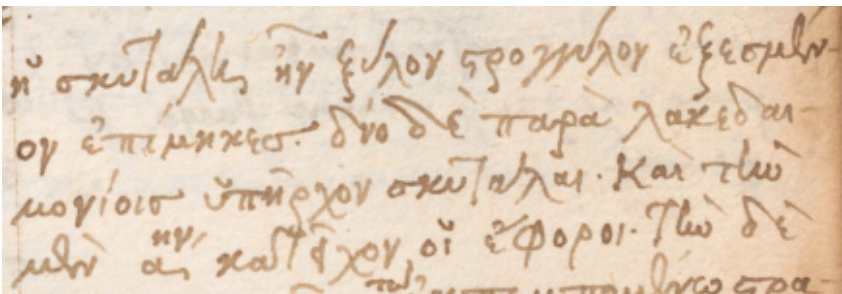 ἡ σκυτάλη, ἦν ξύλον στρογγύλον ἐξεσμέν-
ον ἐπίμηκες. δύο δὲ παρὰ λακεδαι-
μονίοις ὑπῆρχον σκυτάλαι. καὶ τὴν
μὲν κατεῖχον οἱ ἔφοροι. τὴν δὲ